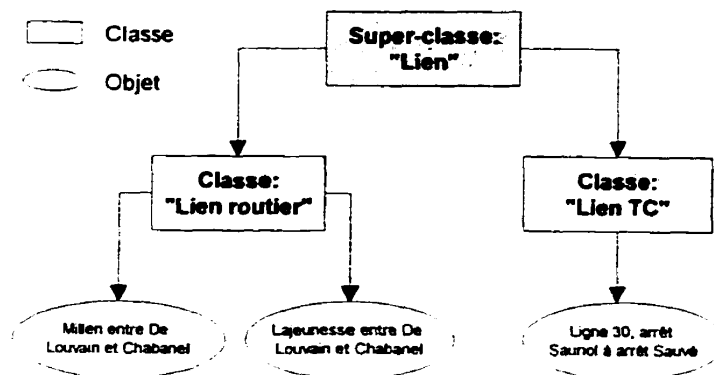 Classe
Objet
Super-classe:
"Lien"
Classe:
"Lien routier"
Classe:
"Lien TC"
Millen entre De
Louvain et Chabanel
Lajeunesse entre De
Louvain et Chabanel
Ligne 30, arrêt
Sauriol à arrêt Sauvé